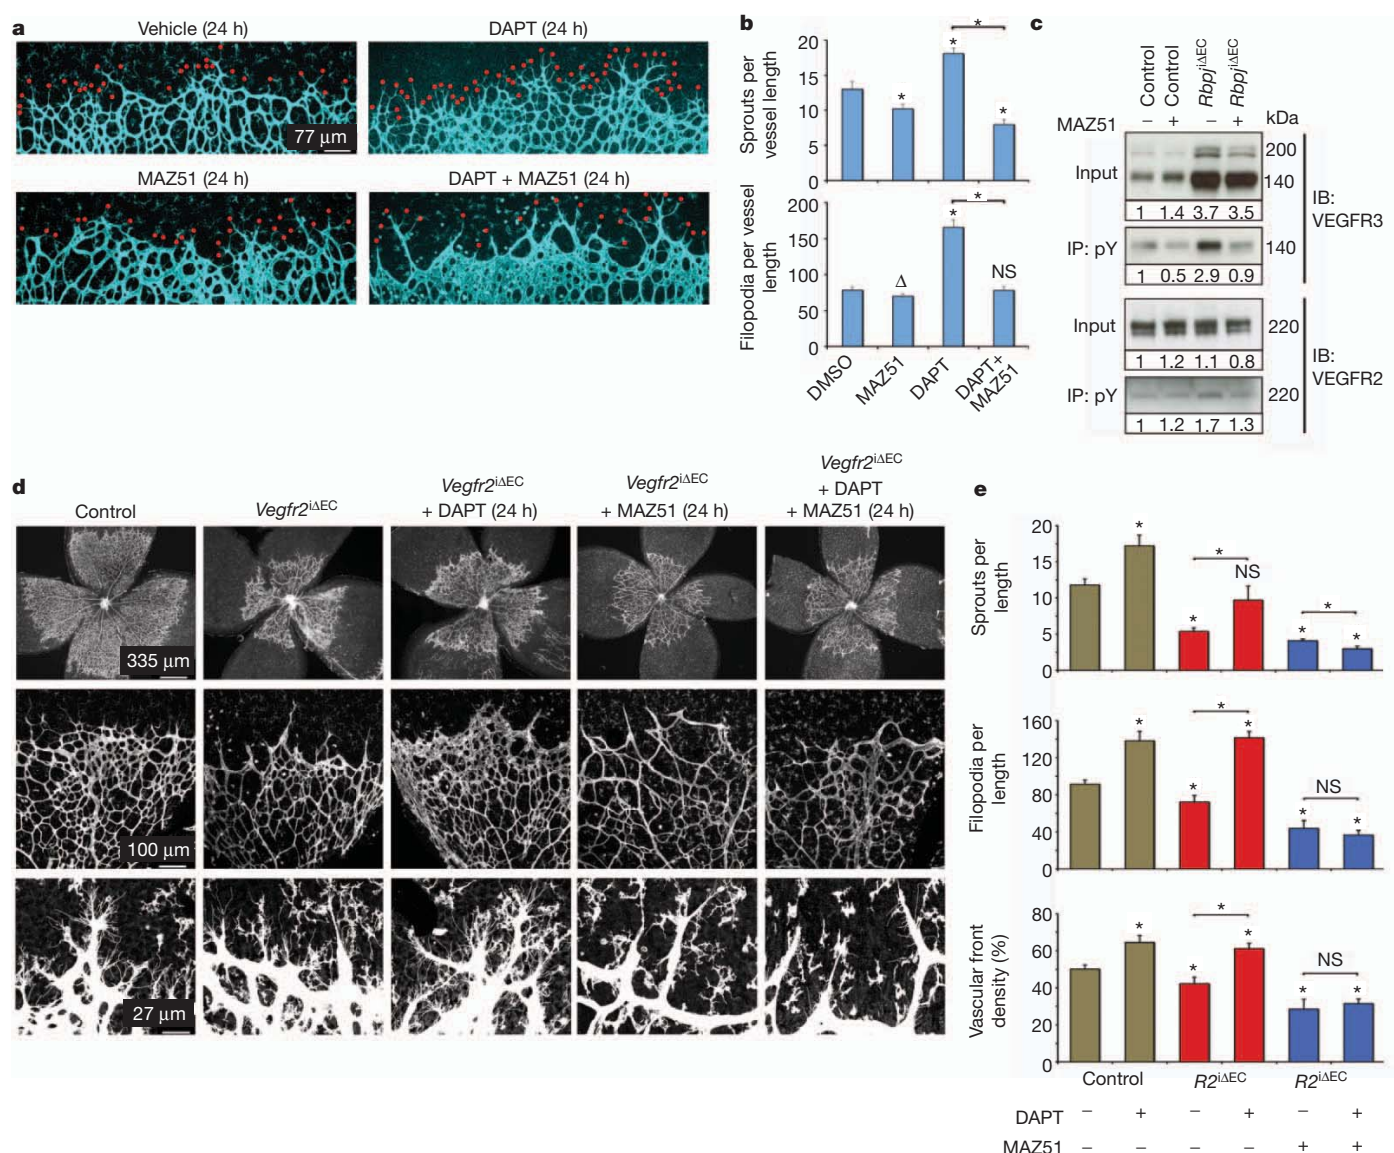 a
Vehicle (24 h)
DAPT (24 h)
77 µm
MAZ51 (24 h)
DAPT + MAZ51 (24 h)
b
Sprouts per
vessel length
20
15
10
5
0
*
*
*
*
Filopodia per vessel
length
200
150
100
50
0
*
*
Δ
NS
DMSO
MAZ51
DAPT
DAPT+
MAZ51
c
Control
Control
Rbpj^iΔEC
Rbpj^iΔEC
MAZ51 – + – + kDa
Input
200
140
1 1.4 3.7 3.5
IP: pY
140
1 0.5 2.9 0.9
IB:
VEGFR3
Input
220
1 1.2 1.1 0.8
IP: pY
220
1 1.2 1.7 1.3
IB:
VEGFR2
d
Control
Vegfr2^iΔEC
Vegfr2^iΔEC
+ DAPT (24 h)
Vegfr2^iΔEC
+ MAZ51 (24 h)
Vegfr2^iΔEC
+ DAPT
+ MAZ51 (24 h)
335 µm
100 µm
27 µm
e
Sprouts per
length
20
15
10
5
0
*
*
*
NS
*
*
*
Filopodia per
length
160
120
80
40
0
*
*
*
*
NS
*
*
Vascular front
density (%)
80
60
40
20
0
*
*
*
*
NS
*
*
Control R2^iΔEC R2^iΔEC
DAPT – + – + – +
MAZ51 – – – – + +